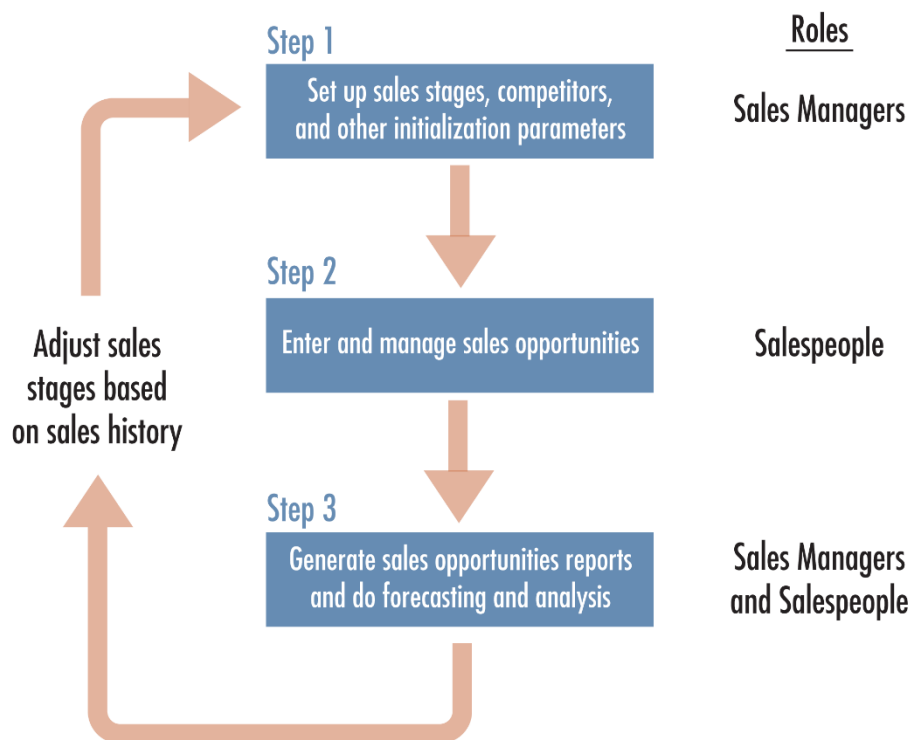 Roles
Step 1
Set up sales stages, competitors,
and other initialization parameters
Sales Managers
Step 2
Enter and manage sales opportunities
Salespeople
Adjust sales
stages based
on sales history
Step 3
Generate sales opportunities reports
and do forecasting and analysis
Sales Managers
and Salespeople